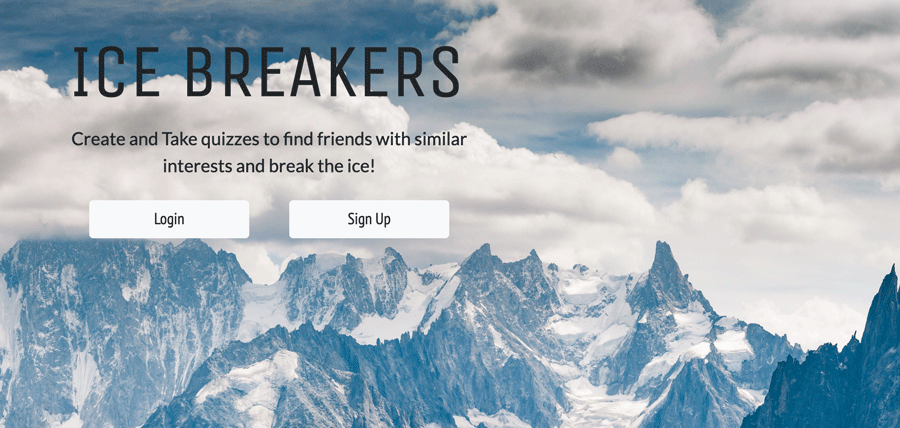 ICE BREAKERS
Create and Take quizzes to find friends with similar
interests and break the ice!
Login
Sign Up